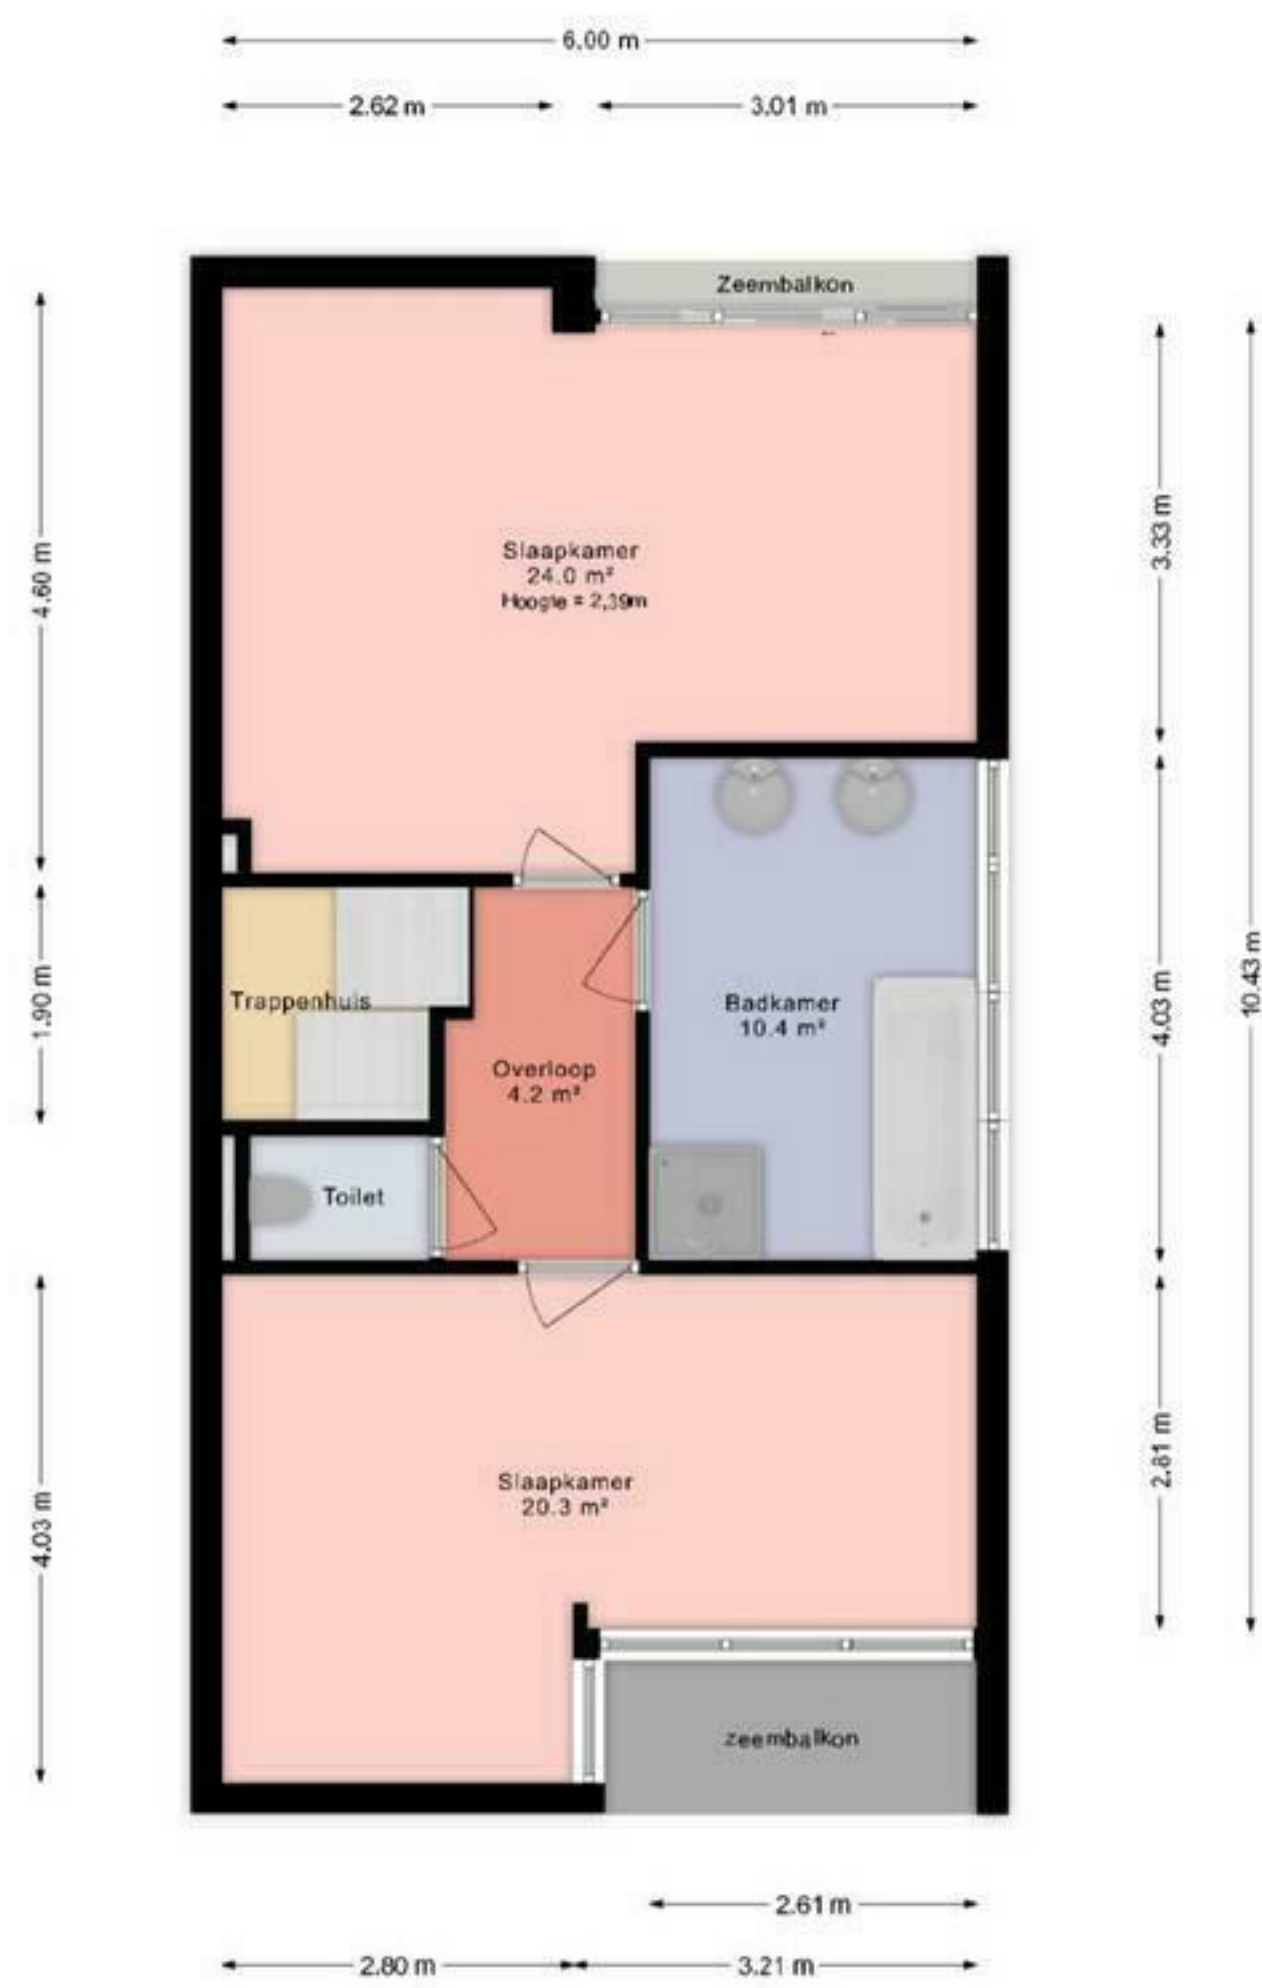 6.00 m
2.62 m
3.01 m
Zeembalkon
4.60 m
3.33 m
Slaapkamer
24.0 m²
Hoogte = 2,39m
10.43 m
1.90 m
Trappenhuis
Badkamer
10.4 m²
4.03 m
Overloop
4.2 m²
Toilet
4.03 m
2.81 m
Slaapkamer
20.3 m²
zeembalkon
2.61 m
2.80 m
3.21 m